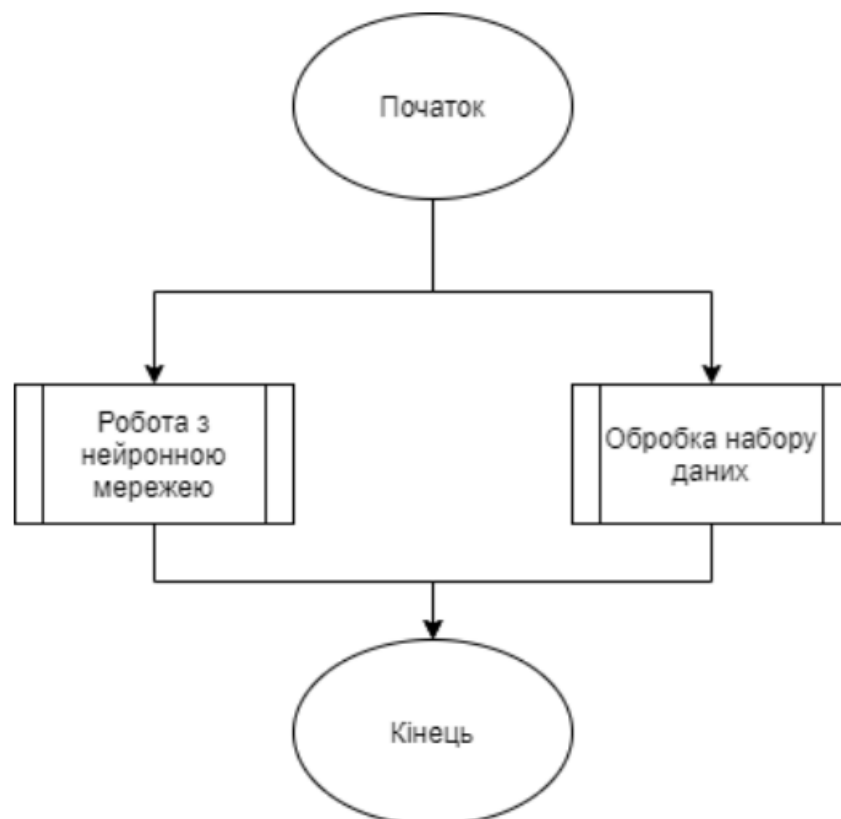 Початок
Робота з
нейронною
мережею
Обробка набору
даних
Кінець